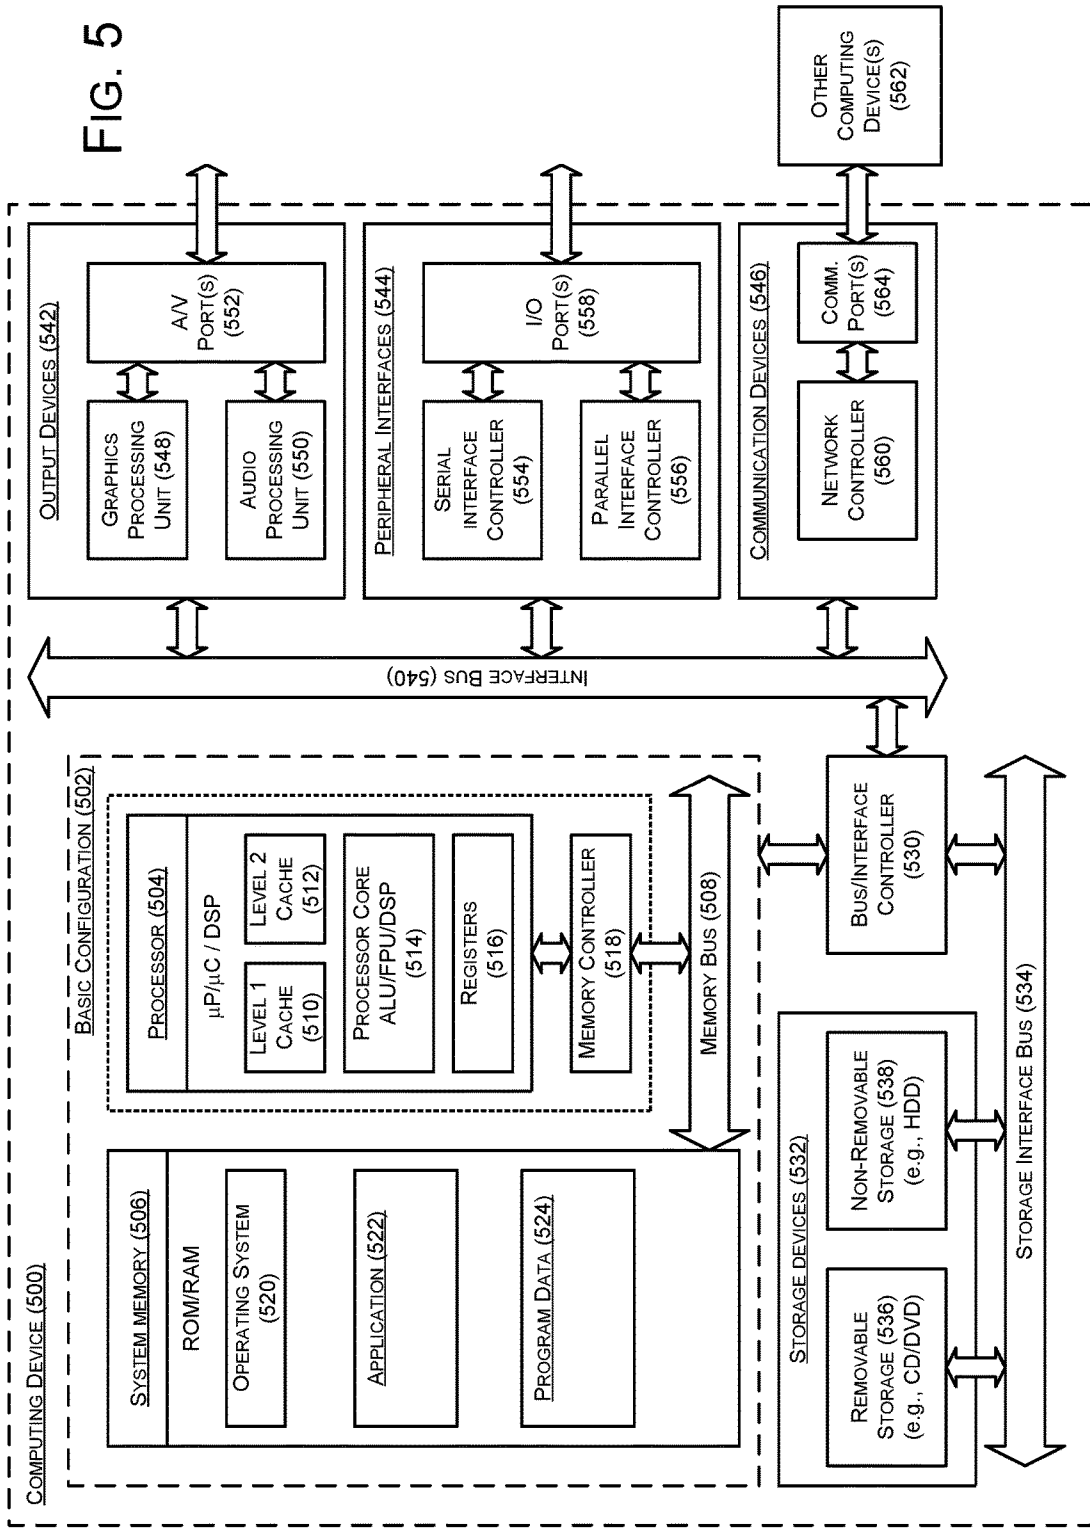 FIG. 5
COMPUTING DEVICE (500)
BASIC CONFIGURATION (502)
SYSTEM MEMORY (506)
ROM/RAM
OPERATING SYSTEM
(520)
APPLICATION (522)
PROGRAM DATA (524)
PROCESSOR (504)
µP/µC / DSP
LEVEL 1
CACHE
(510)
LEVEL 2
CACHE
(512)
PROCESSOR CORE
ALU/FPU/DSP
(514)
REGISTERS
(516)
MEMORY CONTROLLER
(518)
MEMORY BUS (508)
STORAGE DEVICES (532)
REMOVABLE
STORAGE (536)
(e.g., CD/DVD)
NON-REMOVABLE
STORAGE (538)
(e.g., HDD)
STORAGE INTERFACE BUS (534)
BUS/INTERFACE
CONTROLLER
(530)
INTERFACE BUS (540)
OUTPUT DEVICES (542)
GRAPHICS
PROCESSING
UNIT (548)
AUDIO
PROCESSING
UNIT (550)
A/V
PORT(S)
(552)
PERIPHERAL INTERFACES (544)
SERIAL
INTERFACE
CONTROLLER
(554)
PARALLEL
INTERFACE
CONTROLLER
(556)
I/O
PORT(S)
(558)
COMMUNICATION DEVICES (546)
NETWORK
CONTROLLER
(560)
COMM.
PORT(S)
(564)
OTHER
COMPUTING
DEVICE(S)
(562)